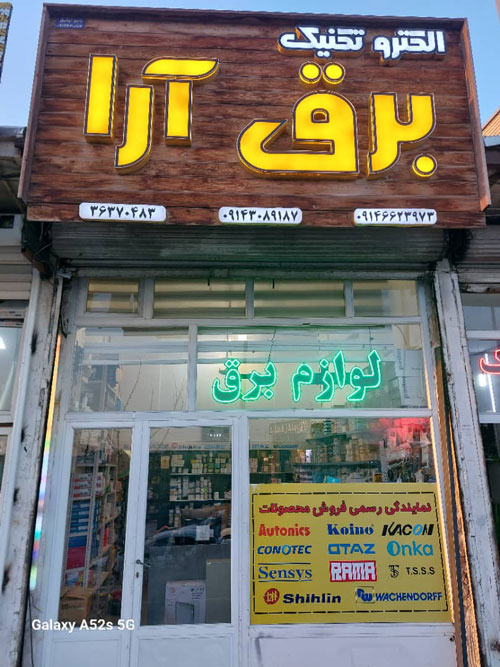 الکترو تکنیک
برق آرا
۳۶۳۷۰۴۸۳ ۰۹۱۴۳۰۸۹۱۸۷ ۰۹۱۴۶۶۲۳۹۷۳
لوازم برق
نمایندگی رسمی فروش محصولات
Autonics Koino KACON
CONOTEC ATAZ Onka
Sensys RAMA T.S.S.S
Shihlin WACHENDORFF
Galaxy A52s 5G